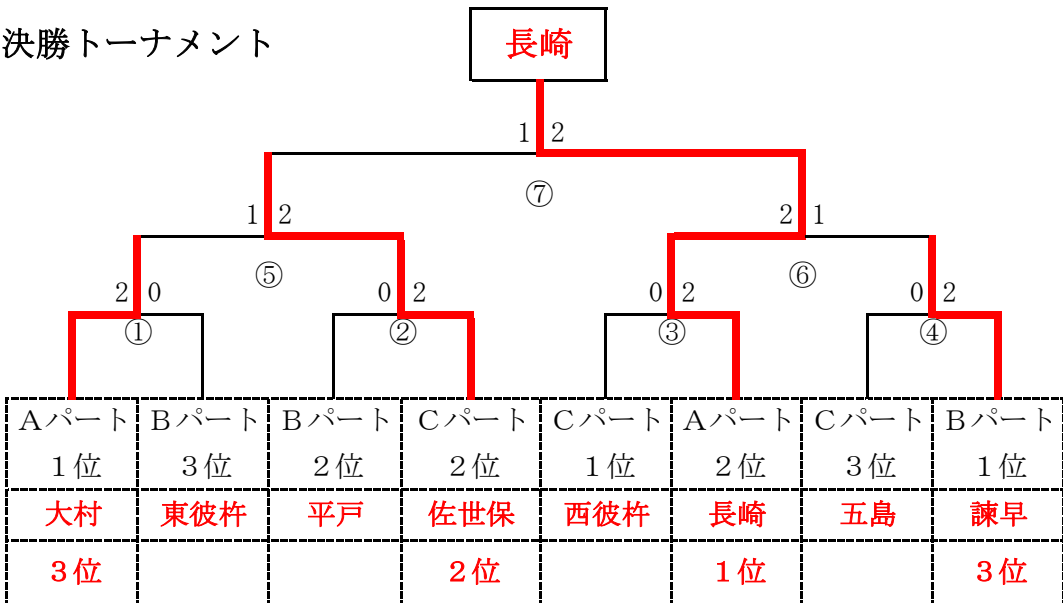 決勝トーナメント
長崎
1 2
⑦
1 2
2 1
⑤
⑥
2 0
0 2
0 2
0 2
①
②
③
④
Aパート Bパート Bパート Cパート Cパート Aパート Cパート Bパート
1位 3位 2位 2位 1位 2位 3位 1位
大村 東彼杵 平戸 佐世保 西彼杵 長崎 五島 諫早
3位 2位 1位 3位